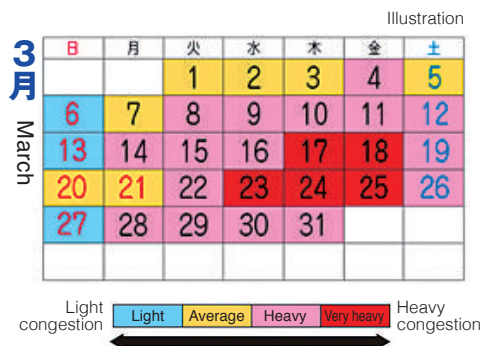 Illustration
3月
March
日 月 火 水 木 金 土
1 2 3 4 5
6 7 8 9 10 11 12
13 14 15 16 17 18 19
20 21 22 23 24 25 26
27 28 29 30 31
Light congestion
Light Average Heavy Very heavy
Heavy congestion